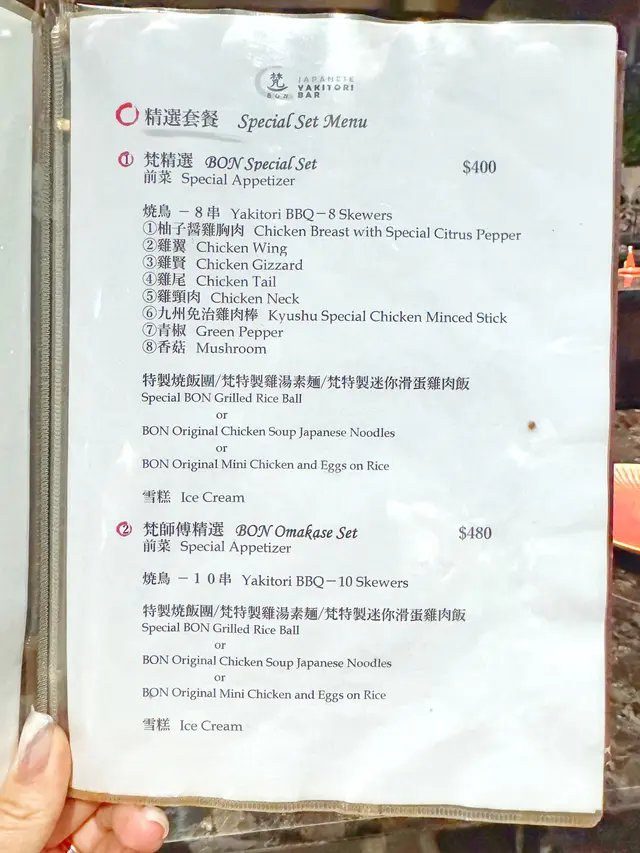 梵 JAPANESE
YAKITORI
BON BAR
精選套餐 Special Set Menu
① 梵精選 BON Special Set $400
前菜 Special Appetizer
燒鳥 － 8 串 Yakitori BBQ－8 Skewers
①柚子醬雞胸肉 Chicken Breast with Special Citrus Pepper
②雞翼 Chicken Wing
③雞賢 Chicken Gizzard
④雞尾 Chicken Tail
⑤雞頸肉 Chicken Neck
⑥九州免治雞肉棒 Kyushu Special Chicken Minced Stick
⑦青椒 Green Pepper
⑧香菇 Mushroom
特製燒飯團/梵特製雞湯素麵/梵特製迷你滑蛋雞肉飯
Special BON Grilled Rice Ball
or
BON Original Chicken Soup Japanese Noodles
or
BON Original Mini Chicken and Eggs on Rice
雪糕 Ice Cream
② 梵師傅精選 BON Omakase Set $480
前菜 Special Appetizer
燒鳥 － 1 0 串 Yakitori BBQ－10 Skewers
特製燒飯團/梵特製雞湯素麵/梵特製迷你滑蛋雞肉飯
Special BON Grilled Rice Ball
or
BON Original Chicken Soup Japanese Noodles
or
BON Original Mini Chicken and Eggs on Rice
雪糕 Ice Cream